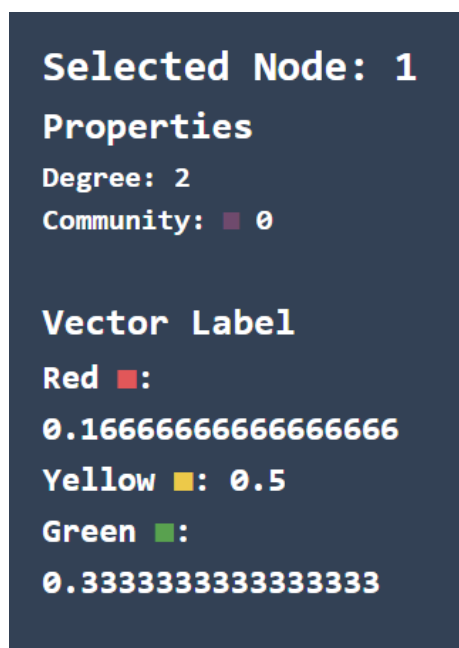 Selected Node: 1
Properties
Degree: 2
Community: 0
Vector Label
Red :
0.16666666666666666
Yellow : 0.5
Green :
0.3333333333333333